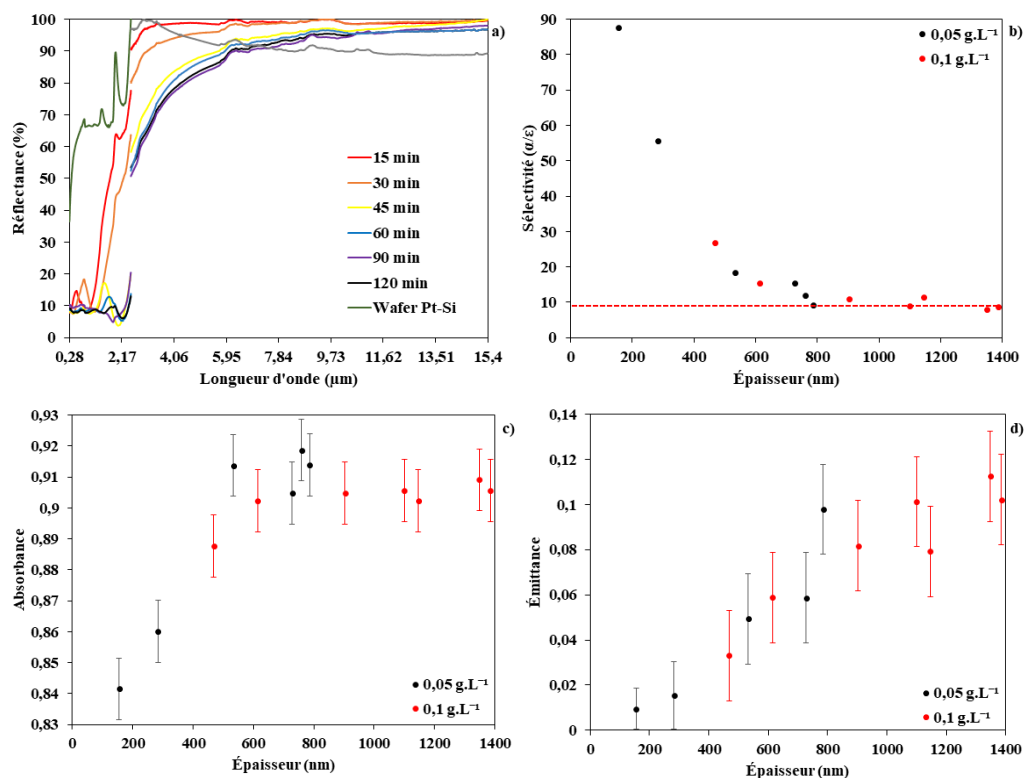 a)
Réflectance (%)
100
90
80
70
60
50
40
30
20
10
0
0,28
2,17
4,06
5,95
7,84
9,73
11,62
13,51
15,4
Longueur d'onde (µm)
15 min
30 min
45 min
60 min
90 min
120 min
Wafer Pt-Si
b)
Sélectivité (α/ε)
90
80
70
60
50
40
30
20
10
0
0
200
400
600
800
1000
1200
1400
Épaisseur (nm)
0,05 g.L⁻¹
0,1 g.L⁻¹
c)
Absorbance
0,93
0,92
0,91
0,9
0,89
0,88
0,87
0,86
0,85
0,84
0,83
0
200
400
600
800
1000
1200
1400
Épaisseur (nm)
0,05 g.L⁻¹
0,1 g.L⁻¹
d)
Émittance
0,14
0,12
0,1
0,08
0,06
0,04
0,02
0
0
200
400
600
800
1000
1200
1400
Épaisseur (nm)
0,05 g.L⁻¹
0,1 g.L⁻¹